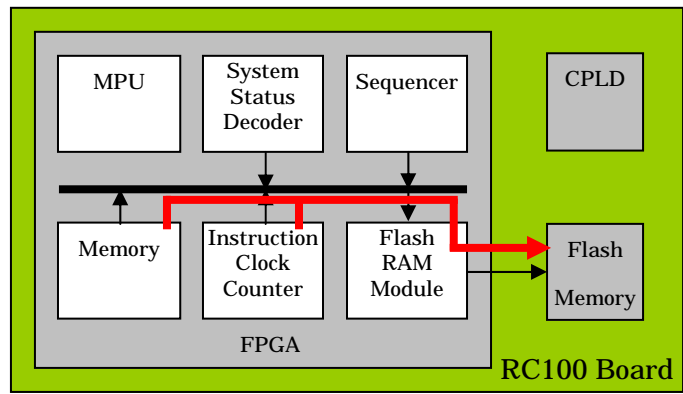 MPU
System
Status
Decoder
Sequencer
CPLD
Memory
Instruction
Clock
Counter
Flash
RAM
Module
Flash
Memory
FPGA
RC100 Board